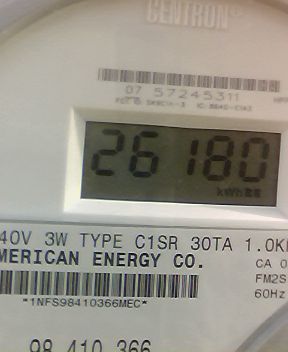 CENTRON®
07 57245311
26180
kWh
40V 3W TYPE C1SR 30TA 1.0K
MERICAN ENERGY CO.
CA 0
FM2S
60Hz
*1NFS98410366MEC*
98 410 366